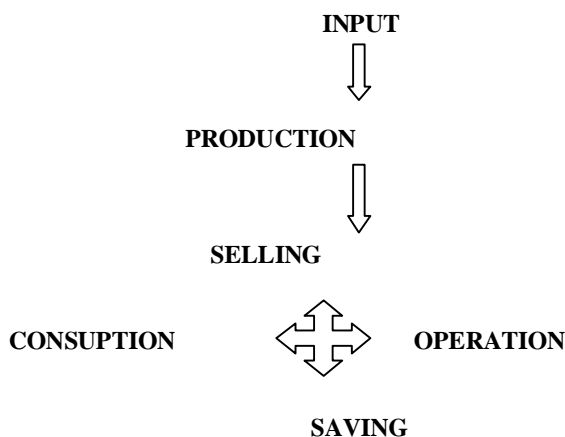 INPUT
PRODUCTION
SELLING
CONSUPTION
OPERATION
SAVING